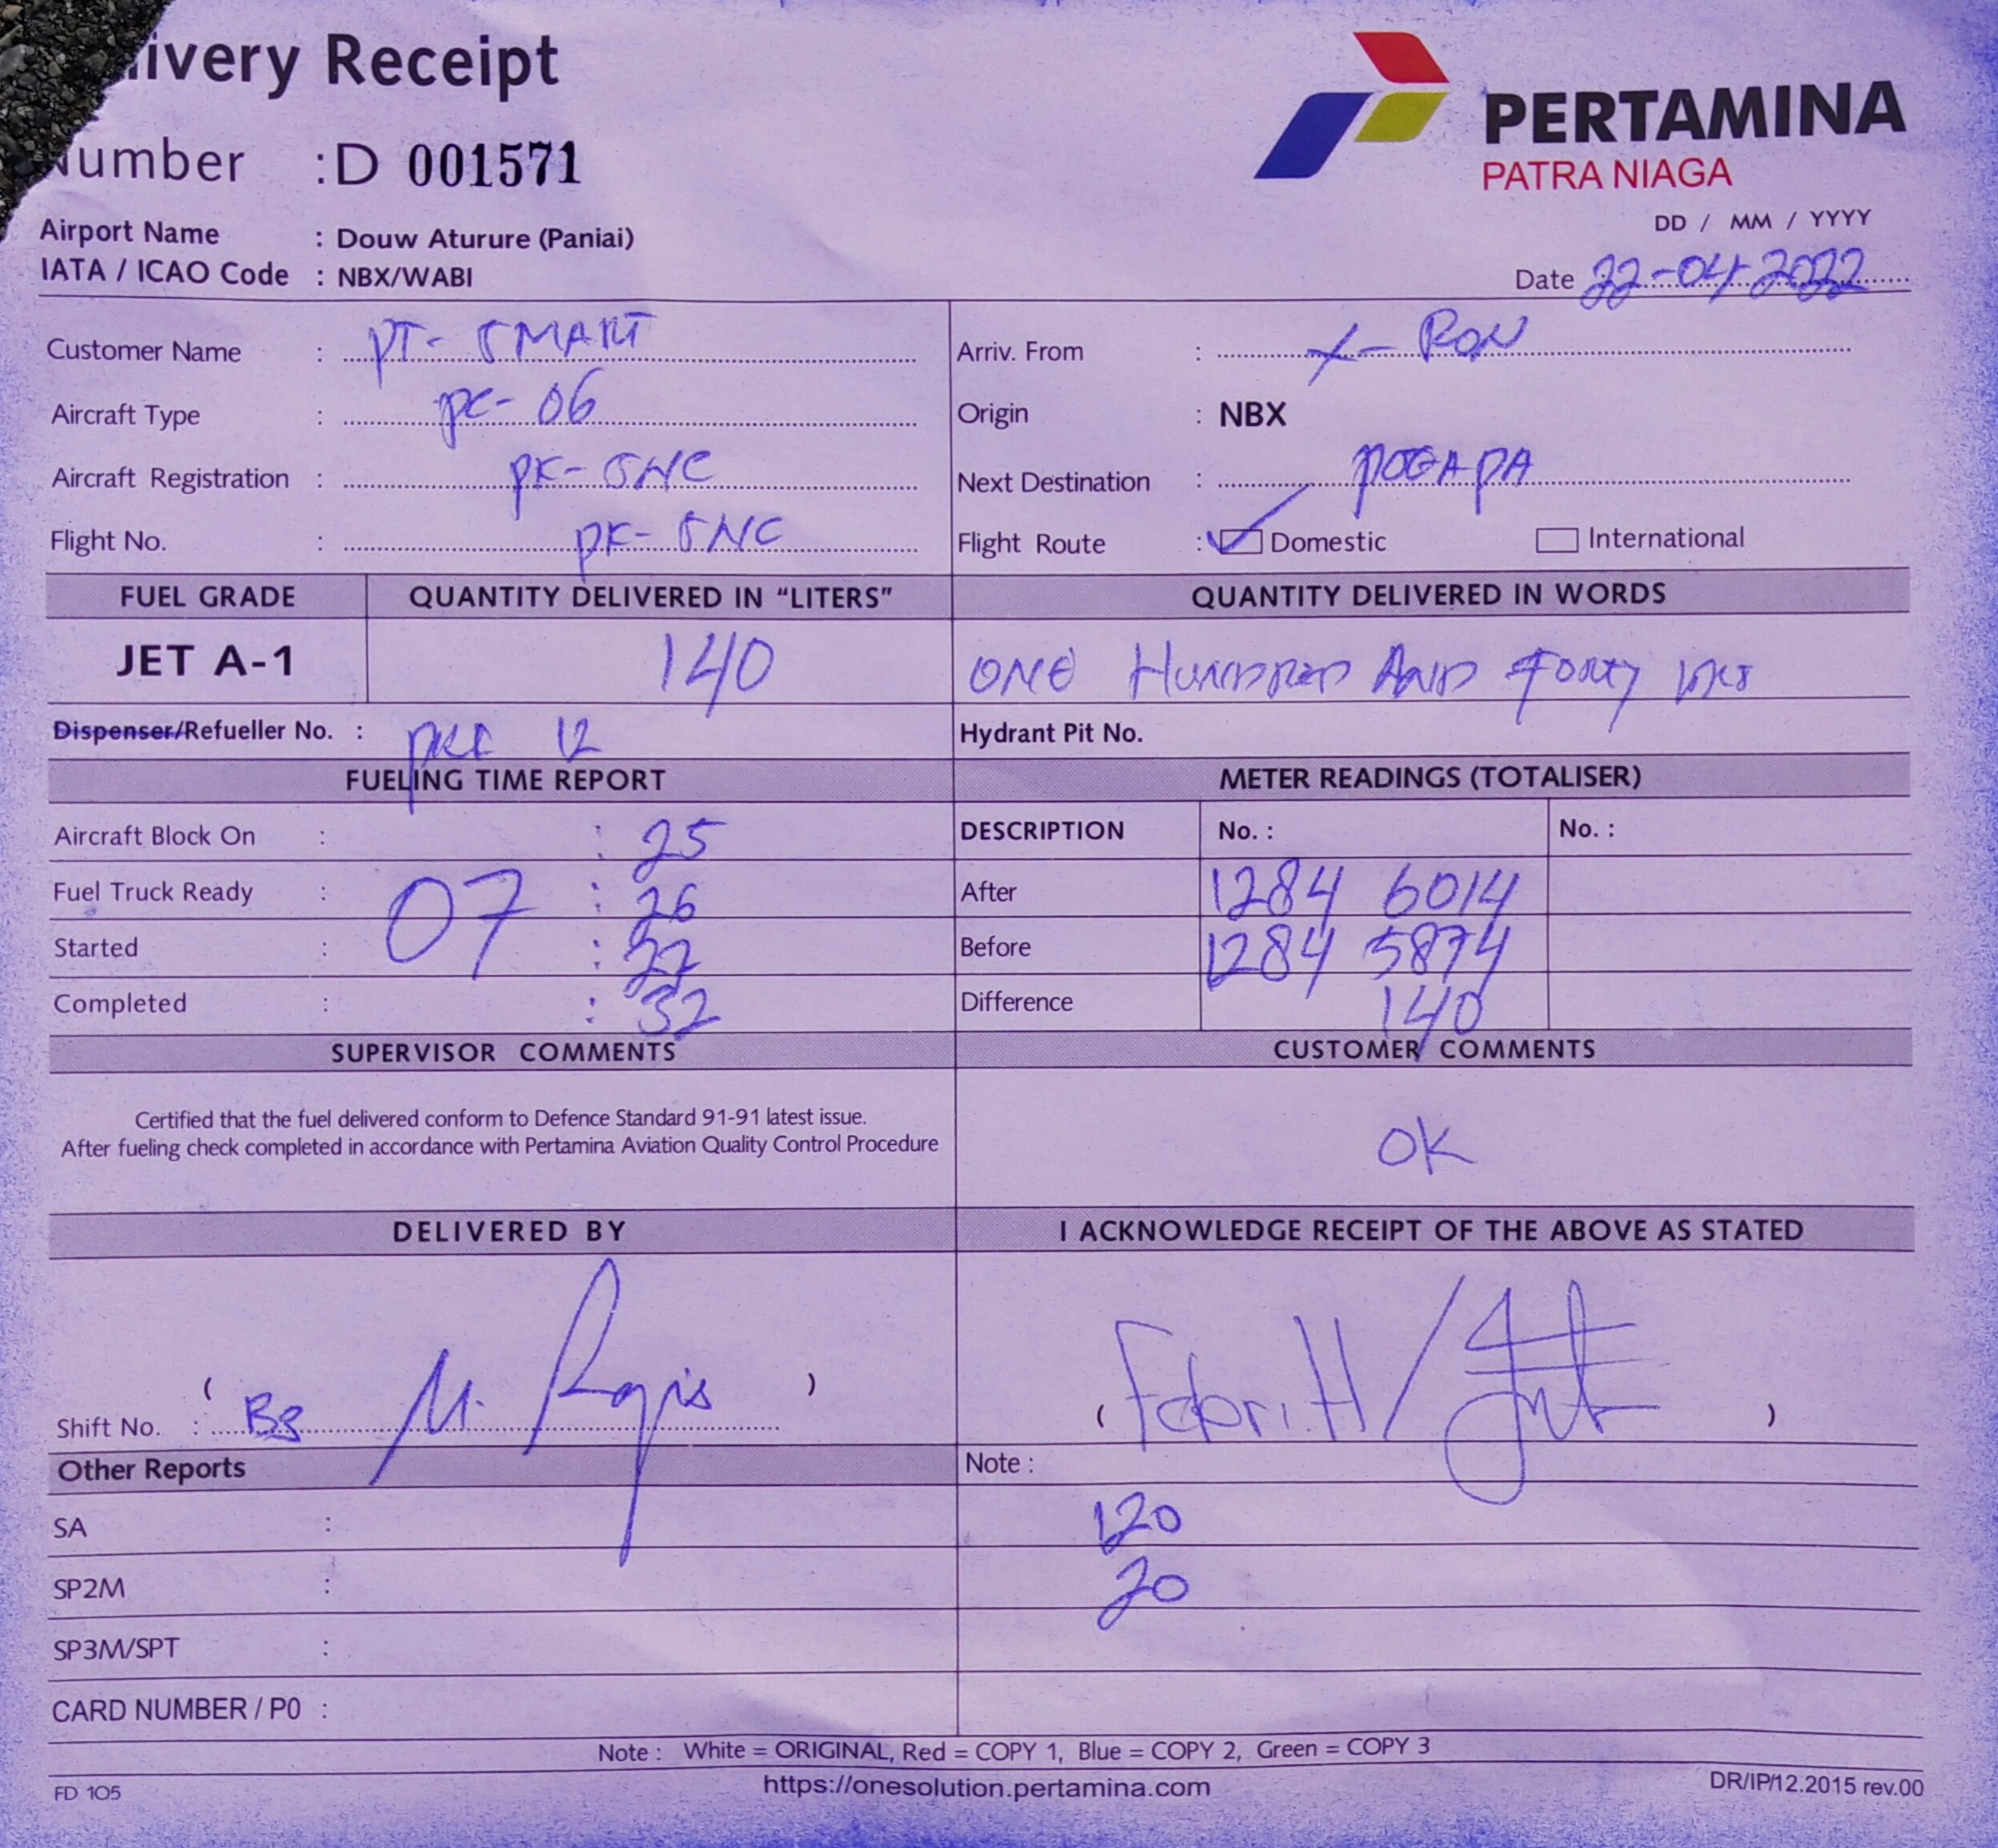 ivery Receipt
PERTAMINA
PATRA NIAGA
Number : D 001571
DD / MM / YYYY
Airport Name : Douw Aturure (Paniai)
IATA / ICAO Code : NBX/WABI
Date 22-04-2022
Customer Name : PT- SMART
Arriv. From : X- RON
Aircraft Type : PC- 06
Origin : NBX
Aircraft Registration : PK- SNC
Next Destination : POGAPA
Flight No. : PK- SNC
Flight Route : Domestic International
FUEL GRADE QUANTITY DELIVERED IN "LITERS" QUANTITY DELIVERED IN WORDS
JET A-1 140 ONE HUNDRED AND FORTY
Dispenser/Refueller No. : 12
Hydrant Pit No.
FUELING TIME REPORT METER READINGS (TOTALISER)
Aircraft Block On : : 25
DESCRIPTION No. : No. :
Fuel Truck Ready : 07 : 26
After 1284 6014
Started : : 27
Before 1284 5874
Completed : : 32
Difference 140
SUPERVISOR COMMENTS CUSTOMER COMMENTS
Certified that the fuel delivered conform to Defence Standard 91-91 latest issue.
After fueling check completed in accordance with Pertamina Aviation Quality Control Procedure
OK
DELIVERED BY I ACKNOWLEDGE RECEIPT OF THE ABOVE AS STATED
( )
( Febri.H/ )
Shift No. : M.
Other Reports
Note :
SA :
120
SP2M :
20
SP3M/SPT :
CARD NUMBER / P0 :
Note : White = ORIGINAL, Red = COPY 1, Blue = COPY 2, Green = COPY 3
FD 105 https://onesolution.pertamina.com DR/IP/12.2015 rev.00